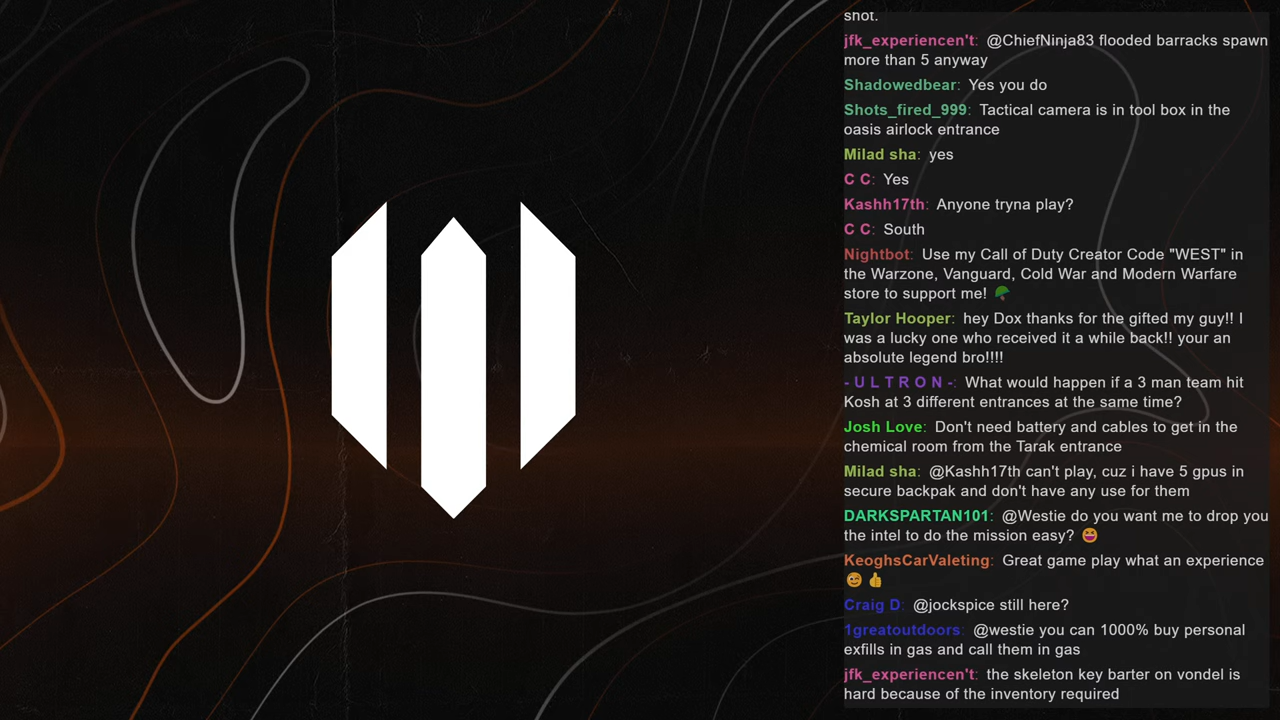 shot.
jfk_experiencen't: @ChiefNinja83 flooded barracks spawn
more than 5 anyway
Shadowedbear: Yes you do
Shots_fired_999: Tactical camera is in tool box in the
oasis airlock entrance
Milad sha: yes
C C: Yes
Kashh17th: Anyone tryna play?
C C: South
Nightbot: Use my Call of Duty Creator Code "WEST" in
the Warzone, Vanguard, Cold War and Modern Warfare
store to support me!
Taylor Hooper: hey Dox thanks for the gifted my guy!! I
was a lucky one who received it a while back!! your an
absolute legend bro!!!!
- U L T R O N -: What would happen if a 3 man team hit
Kosh at 3 different entrances at the same time?
Josh Love: Don't need battery and cables to get in the
chemical room from the Tarak entrance
Milad sha: @Kashh17th can't play, cuz i have 5 gpus in
secure backpak and don't have any use for them
DARKSPARTAN101: @Westie do you want me to drop you
the intel to do the mission easy? 😆
KeoghsCarValeting: Great game play what an experience
😊👍
Craig D: @jockspice still here?
1greatoutdoors: @westie you can 1000% buy personal
exfills in gas and call them in gas
jfk_experiencen't: the skeleton key barter on vondel is
hard because of the inventory required